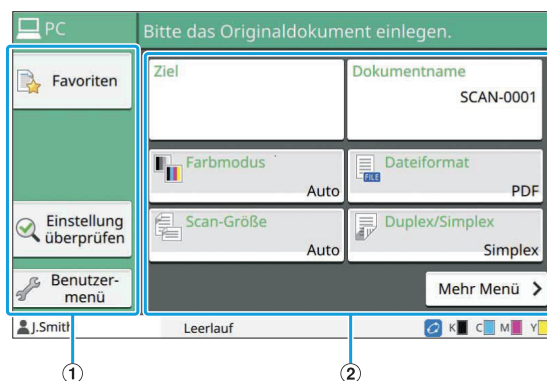 PC
Bitte das Originaldokument einlegen.
Favoriten
Ziel
Dokumentname
SCAN-0001
Farbmodus
Auto
Dateiformat
FILE
PDF
Einstellung
überprüfen
Scan-Größe
Auto
Duplex/Simplex
Simplex
Benutzer-
menü
Mehr Menü
J.Smith
Leerlauf
K C M Y
1
2